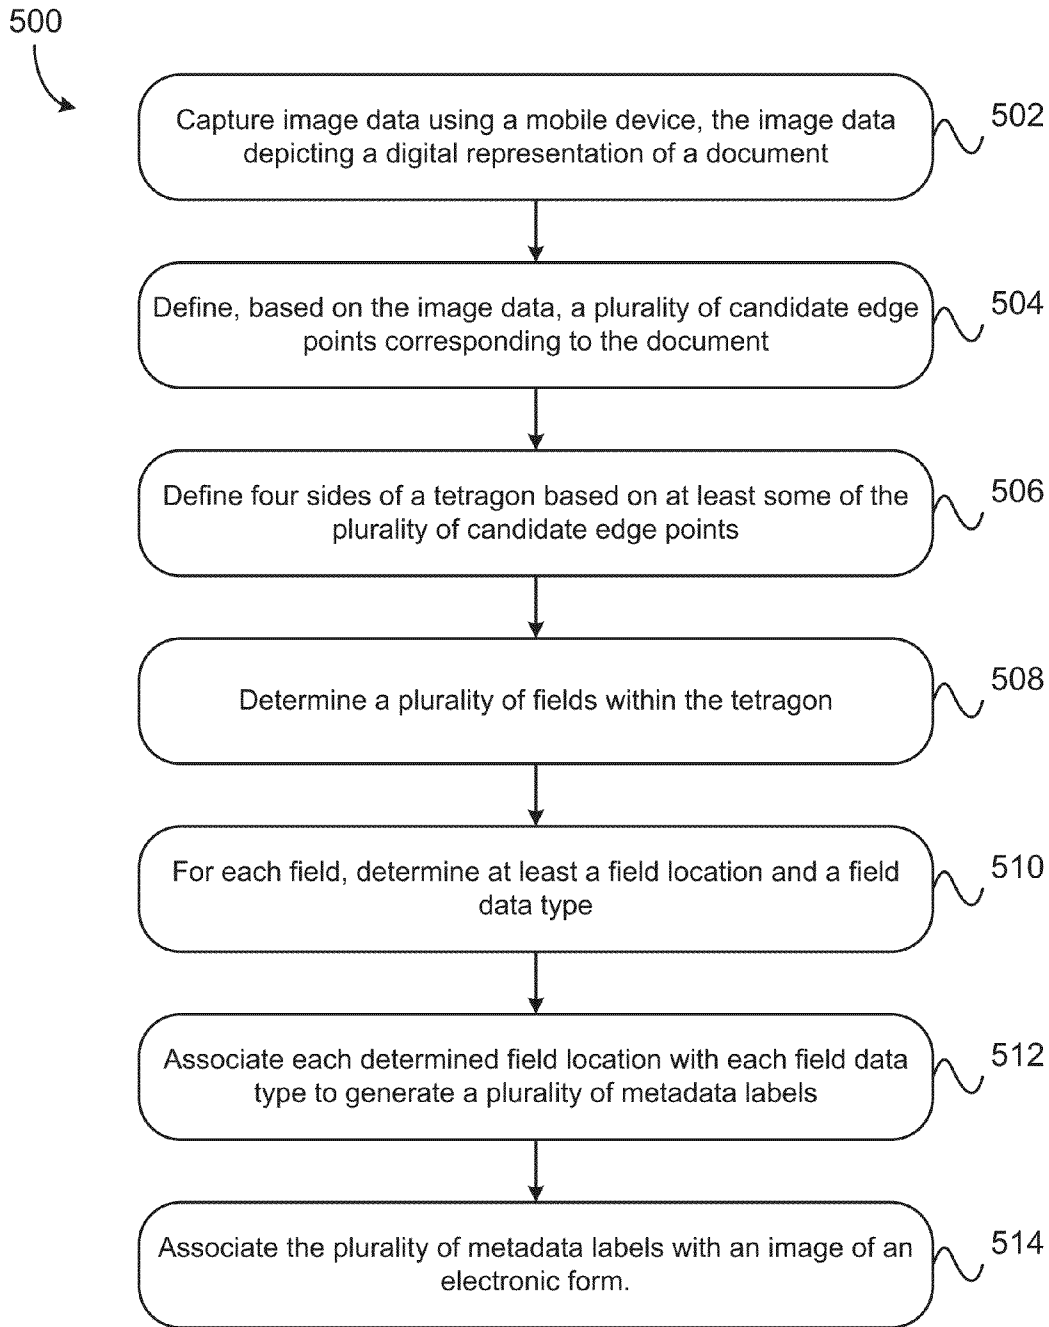 500
Capture image data using a mobile device, the image data
depicting a digital representation of a document
502
Define, based on the image data, a plurality of candidate edge
points corresponding to the document
504
Define four sides of a tetragon based on at least some of the
plurality of candidate edge points
506
Determine a plurality of fields within the tetragon
508
For each field, determine at least a field location and a field
data type
510
Associate each determined field location with each field data
type to generate a plurality of metadata labels
512
Associate the plurality of metadata labels with an image of an
electronic form.
514